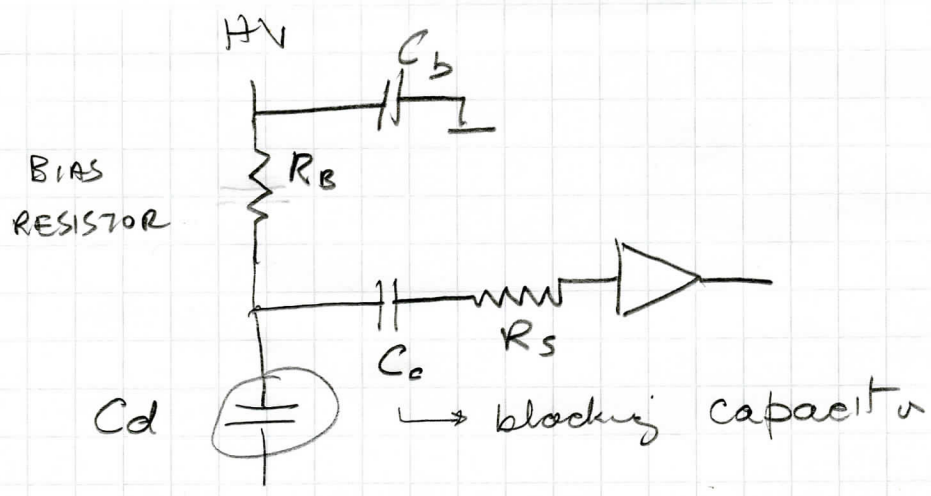 HV
Cb
BIAS
RB
RESISTOR
Rs
Cc
Cd
blocking capacitor